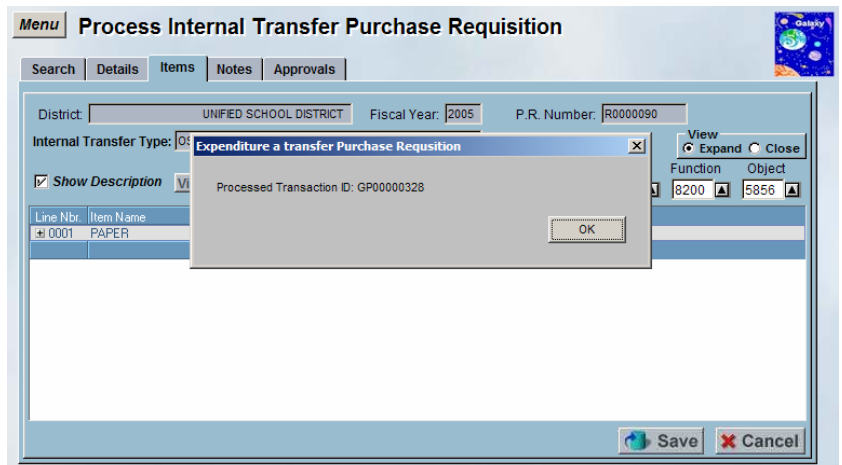 Menu Process Internal Transfer Purchase Requisition
Galaxy
Search Details Items Notes Approvals
District: UNIFIED SCHOOL DISTRICT Fiscal Year: 2005 P.R. Number: R0000090
View
Internal Transfer Type: OS
Expand Close
Expenditure a transfer Purchase Requsition
Function Object
Show Description Vi
8200 5856
Processed Transaction ID: GP00000328
Line Nbr. Item Name
0001 PAPER
OK
Save Cancel